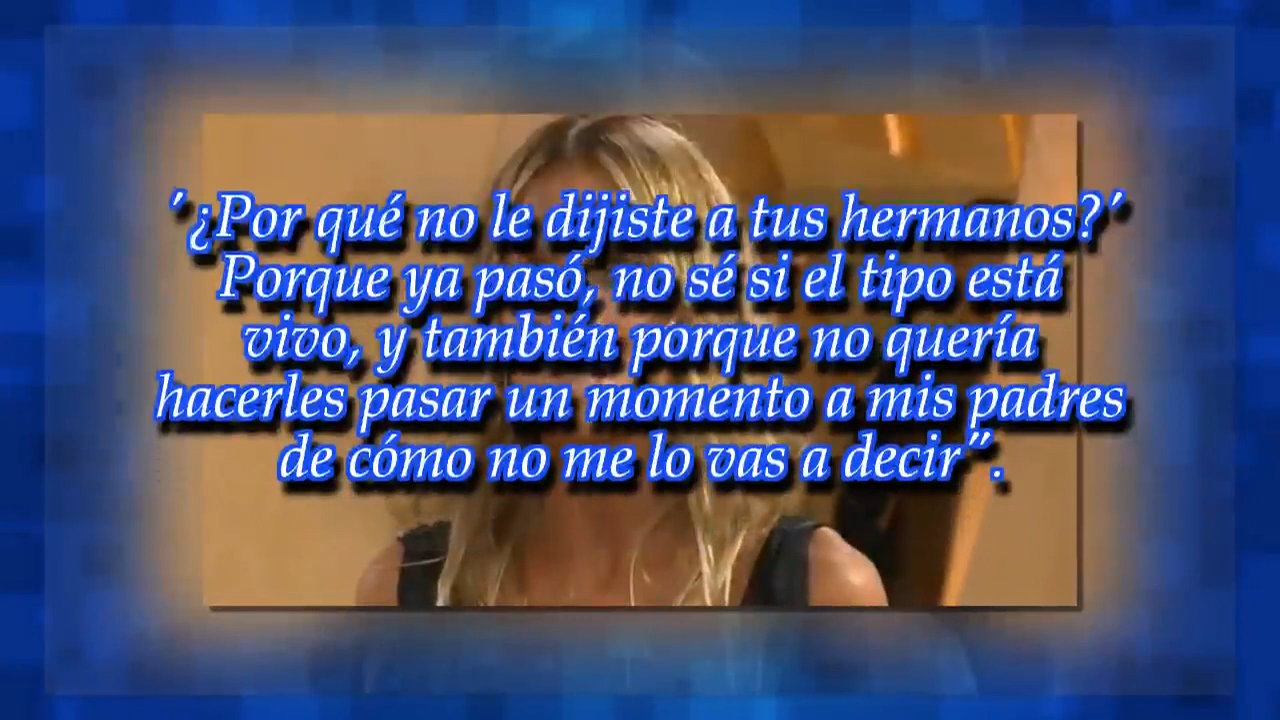 '¿Por qué no le dijiste a tus hermanos?'
Porque ya pasó, no sé si el tipo está
vivo, y también porque no quería
hacerles pasar un momento a mis padres
de cómo no me lo vas a decir".